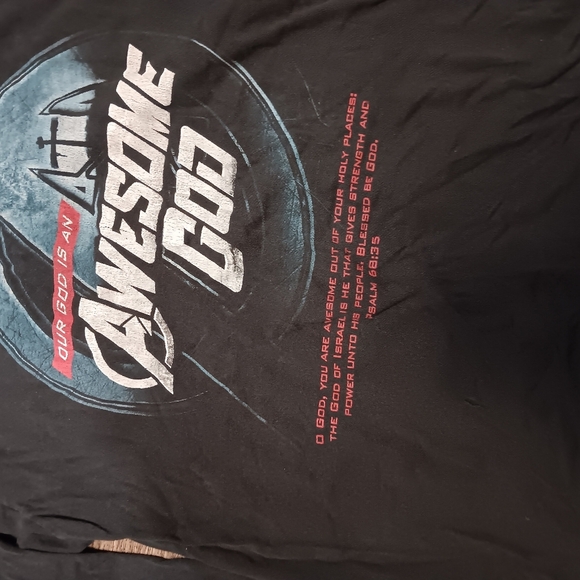 OUR GOD IS AN
AWESOME
GOD
O GOD, YOU ARE AWESOME OUT OF YOUR HOLY PLACES:
THE GOD OF ISRAEL IS HE THAT GIVES STRENGTH AND
POWER UNTO HIS PEOPLE. BLESSED BE GOD.
PSALM 68:35